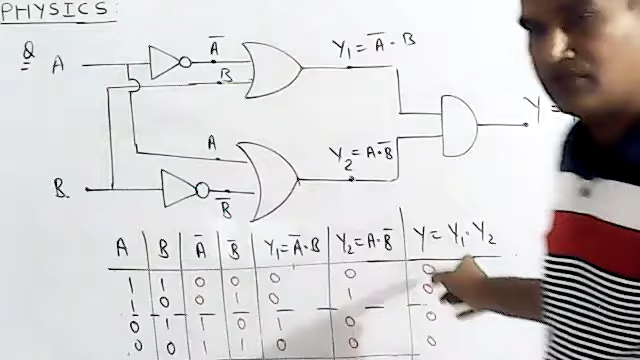 PHYSICS:
Q A
A̅
B
Y₁ = A̅ · B
A
B̅
Y₂ = A·B̅
Y =
B
A B A̅ B̅ Y₁=A̅·B Y₂=A·B̅ Y = Y₁·Y₂
1 1 0 0 0 0 0
1 0 0 1 0 1 0
0 1 1 0 1 0 0
0 0 1 1 0 0 0